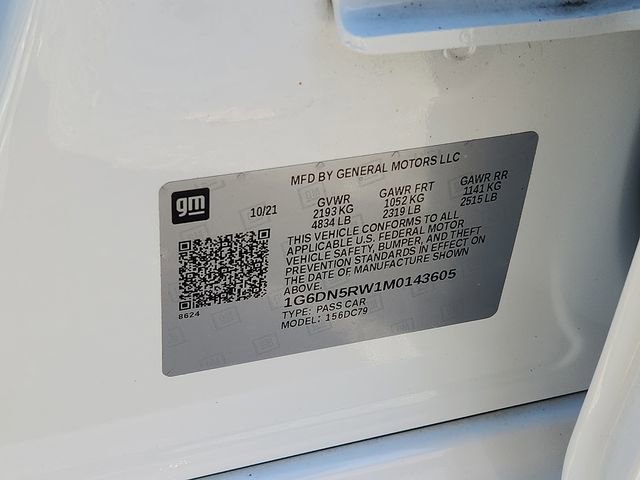 MFD BY GENERAL MOTORS LLC
gm
10/21
GVWR GAWR FRT GAWR RR
2193 KG 1052 KG 1141 KG
4834 LB 2319 LB 2515 LB
THIS VEHICLE CONFORMS TO ALL
APPLICABLE U.S. FEDERAL MOTOR
VEHICLE SAFETY, BUMPER, AND THEFT
PREVENTION STANDARDS IN EFFECT ON
THE DATE OF MANUFACTURE SHOWN
ABOVE.
1G6DN5RW1M0143605
8624
TYPE: PASS CAR
MODEL: 156DC79